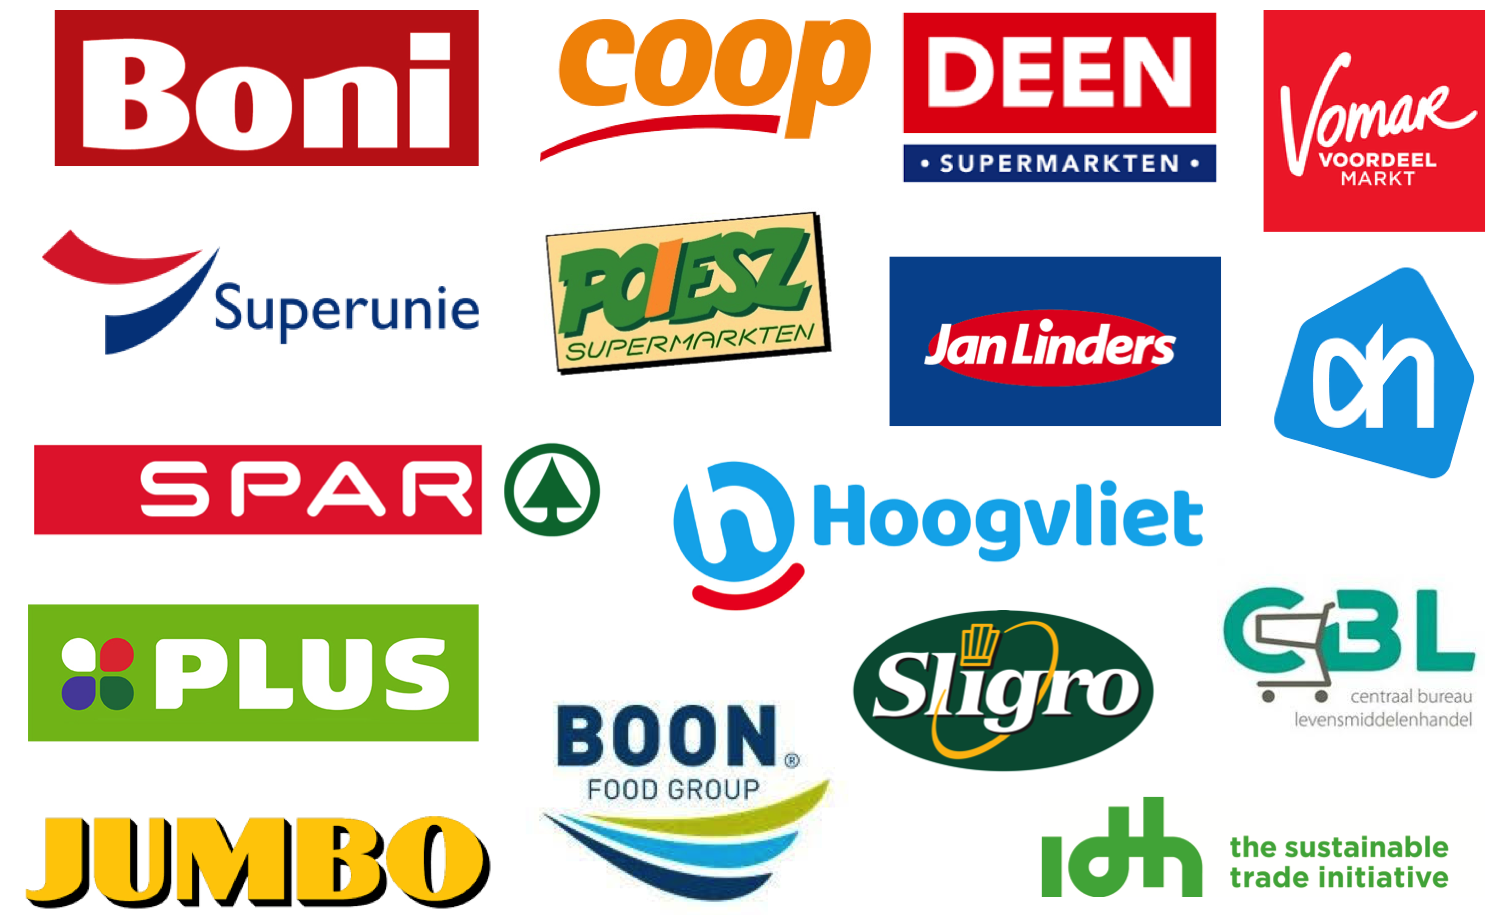 Boni
coop
DEEN
• SUPERMARKTEN •
Vomar
VOORDEEL
MARKT
Superunie
POIESZ
SUPERMARKTEN
Jan Linders
ah
SPAR
h Hoogvliet
PLUS
Sligro
CBL
centraal bureau
levensmiddelenhandel
BOON®
FOOD GROUP
JUMBO
idh
the sustainable
trade initiative